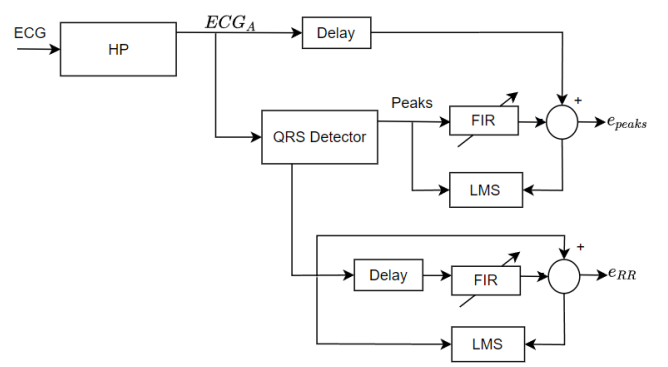 ECG
HP
ECG_A
Delay
QRS Detector
Peaks
FIR
+
e_peaks
LMS
Delay
FIR
+
e_RR
LMS